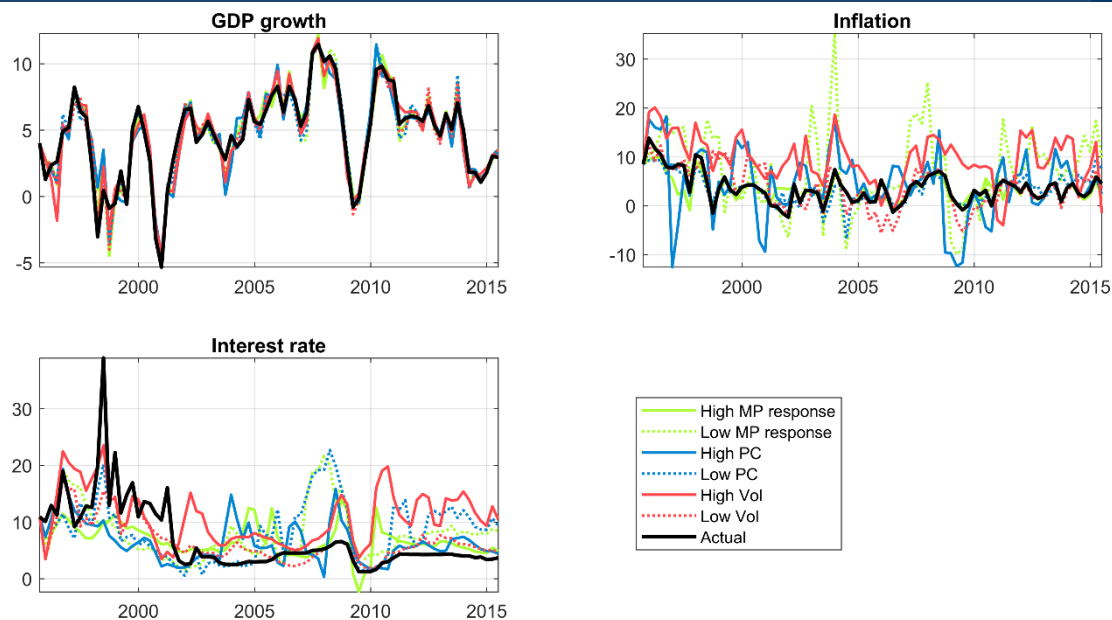 GDP growth
10
5
0
-5
2000 2005 2010 2015
Inflation
30
20
10
0
-10
2000 2005 2010 2015
Interest rate
30
20
10
0
2000 2005 2010 2015
High MP response
Low MP response
High PC
Low PC
High Vol
Low Vol
Actual